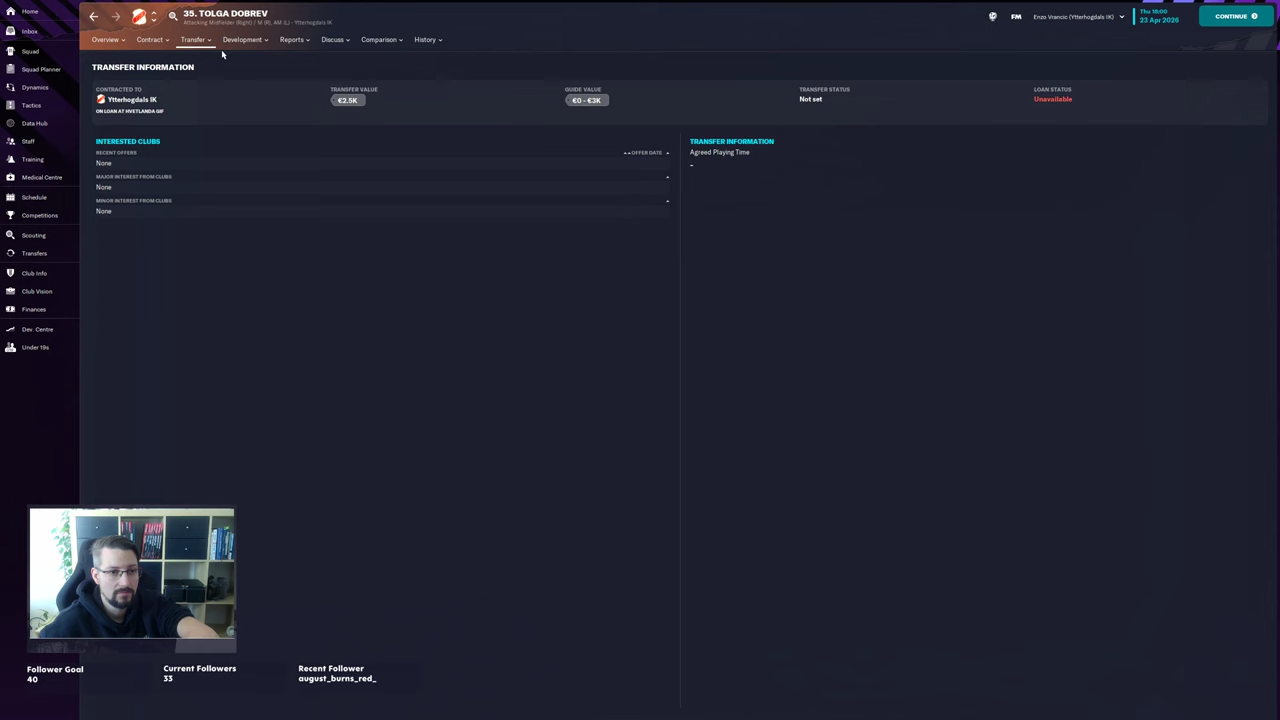 Home
Inbox
Squad
Squad Planner
Dynamics
Tactics
Data Hub
Staff
Training
Medical Centre
Schedule
Competitions
Scouting
Transfers
Club Info
Club Vision
Finances
Dev. Centre
Under 19s
35. TOLGA DOBREV
Attacking Midfielder (Right) / M (R), AM (L) - Ytterhogdals IK
FM
Enzo Vrancic (Ytterhogdals IK)
Thu 18:00
23 Apr 2026
CONTINUE
Overview
Contract
Transfer
Development
Reports
Discuss
Comparison
History
TRANSFER INFORMATION
CONTRACTED TO
Ytterhogdals IK
ON LOAN AT HVETLANDA GIF
TRANSFER VALUE
€2.5K
GUIDE VALUE
€0 - €3K
TRANSFER STATUS
Not set
LOAN STATUS
Unavailable
INTERESTED CLUBS
RECENT OFFERS
OFFER DATE
None
MAJOR INTEREST FROM CLUBS
None
MINOR INTEREST FROM CLUBS
None
TRANSFER INFORMATION
Agreed Playing Time
-
Follower Goal
40
Current Followers
33
Recent Follower
august_burns_red_